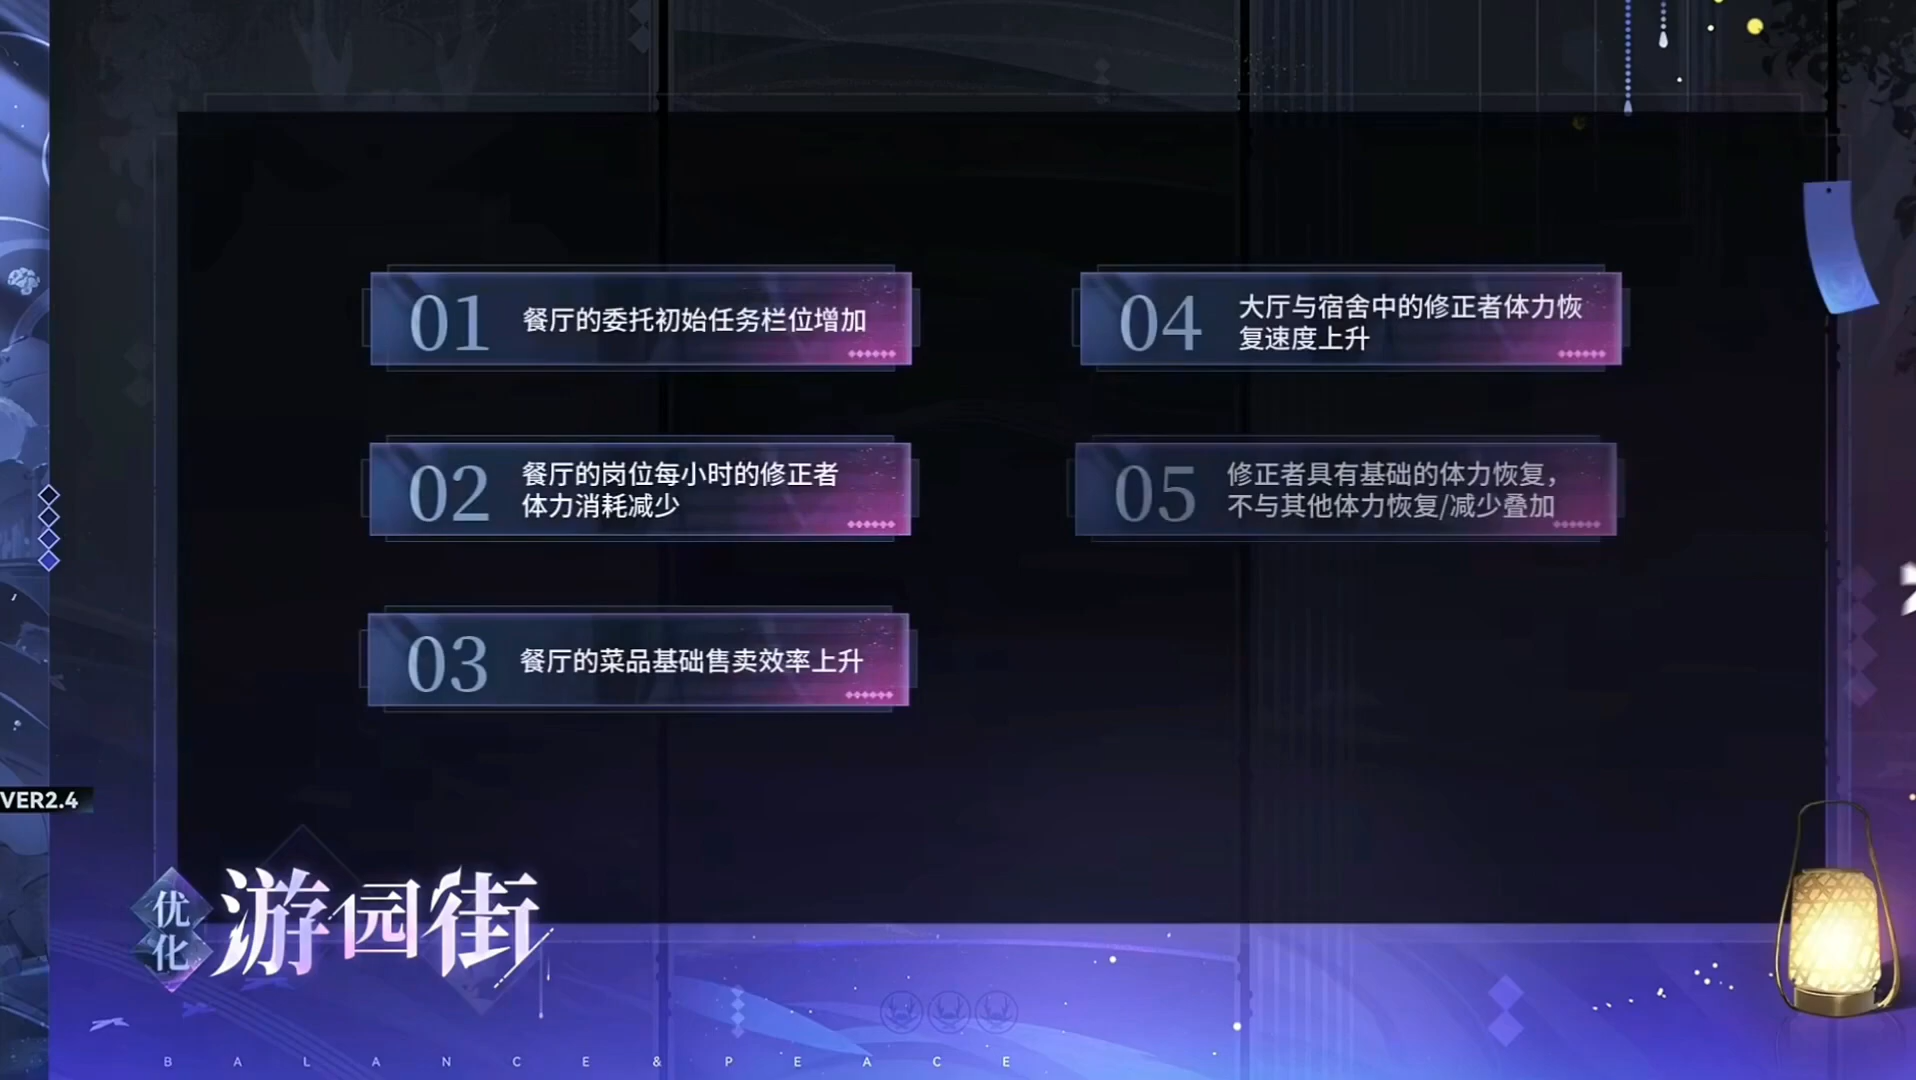 01
餐厅的委托初始任务栏位增加
02
餐厅的岗位每小时的修正者
体力消耗减少
03
餐厅的菜品基础售卖效率上升
04
大厅与宿舍中的修正者体力恢
复速度上升
05
修正者具有基础的体力恢复，
不与其他体力恢复/减少叠加
VER2.4
优化
游园街
BALANCE&PEACE